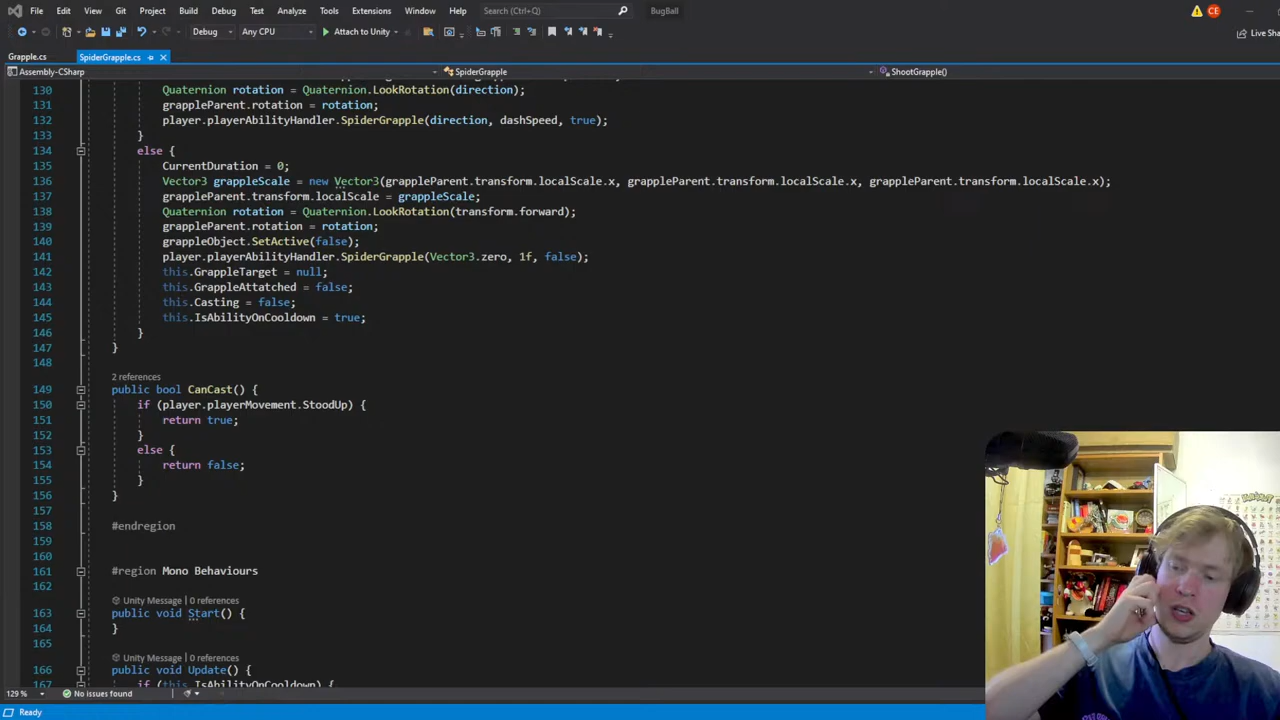 File Edit View Git Project Build Debug Test Analyze Tools Extensions Window Help Search (Ctrl+Q) BugBall CE
Debug Any CPU Attach to Unity Live Sha
Grapple.cs SpiderGrapple.cs
Assembly-CSharp SpiderGrapple ShootGrapple()
130 Quaternion rotation = Quaternion.LookRotation(direction);
131 grappleParent.rotation = rotation;
132 player.playerAbilityHandler.SpiderGrapple(direction, dashSpeed, true);
133 }
134 else {
135 CurrentDuration = 0;
136 Vector3 grappleScale = new Vector3(grappleParent.transform.localScale.x, grappleParent.transform.localScale.x, grappleParent.transform.localScale.x);
137 grappleParent.transform.localScale = grappleScale;
138 Quaternion rotation = Quaternion.LookRotation(transform.forward);
139 grappleParent.rotation = rotation;
140 grappleObject.SetActive(false);
141 player.playerAbilityHandler.SpiderGrapple(Vector3.zero, 1f, false);
142 this.GrappleTarget = null;
143 this.GrappleAttatched = false;
144 this.Casting = false;
145 this.IsAbilityOnCooldown = true;
146 }
147 }
148
2 references
149 public bool CanCast() {
150 if (player.playerMovement.StoodUp) {
151 return true;
152 }
153 else {
154 return false;
155 }
156 }
157
158 #endregion
159
160
161 #region Mono Behaviours
162
Unity Message | 0 references
163 public void Start() {
164 }
165
Unity Message | 0 references
166 public void Update() {
167 if (this.IsAbilityOnCooldown) {
129 % No issues found
Ready